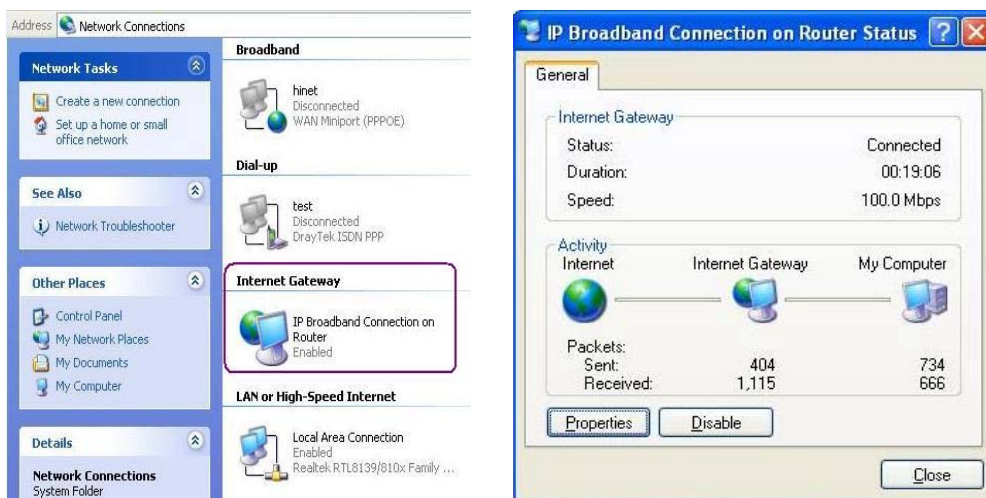 Address Network Connections
Network Tasks
Create a new connection
Set up a home or small
office network
See Also
Network Troubleshooter
Other Places
Control Panel
My Network Places
My Documents
My Computer
Details
Network Connections
System Folder
Broadband
hinet
Disconnected
WAN Miniport (PPPOE)
Dial-up
test
Disconnected
DrayTek ISDN PPP
Internet Gateway
IP Broadband Connection on
Router
Enabled
LAN or High-Speed Internet
Local Area Connection
Enabled
Realtek RTL8139/810x Family ...
IP Broadband Connection on Router Status
General
Internet Gateway
Status: Connected
Duration: 00:19:06
Speed: 100.0 Mbps
Activity
Internet Internet Gateway My Computer
Packets:
Sent: 404 734
Received: 1,115 666
Properties Disable
Close